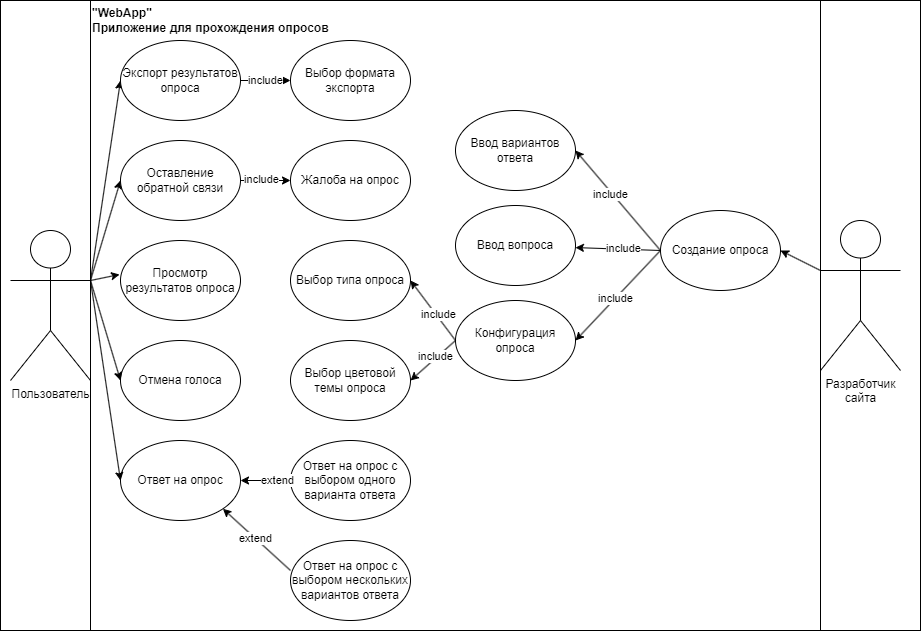 "WebApp"
Приложение для прохождения опросов
Экспорт результатов
опроса
include
Выбор формата
экспорта
Оставление
обратной связи
include
Жалоба на опрос
Просмотр
результатов опроса
Отмена голоса
Ответ на опрос
extend
Ответ на опрос с
выбором одного
варианта ответа
extend
Ответ на опрос с
выбором нескольких
вариантов ответа
Пользователь
Выбор типа опроса
include
Выбор цветовой
темы опроса
include
Конфигурация
опроса
Ввод вариантов
ответа
include
Ввод вопроса
include
include
Создание опроса
Разработчик
сайта